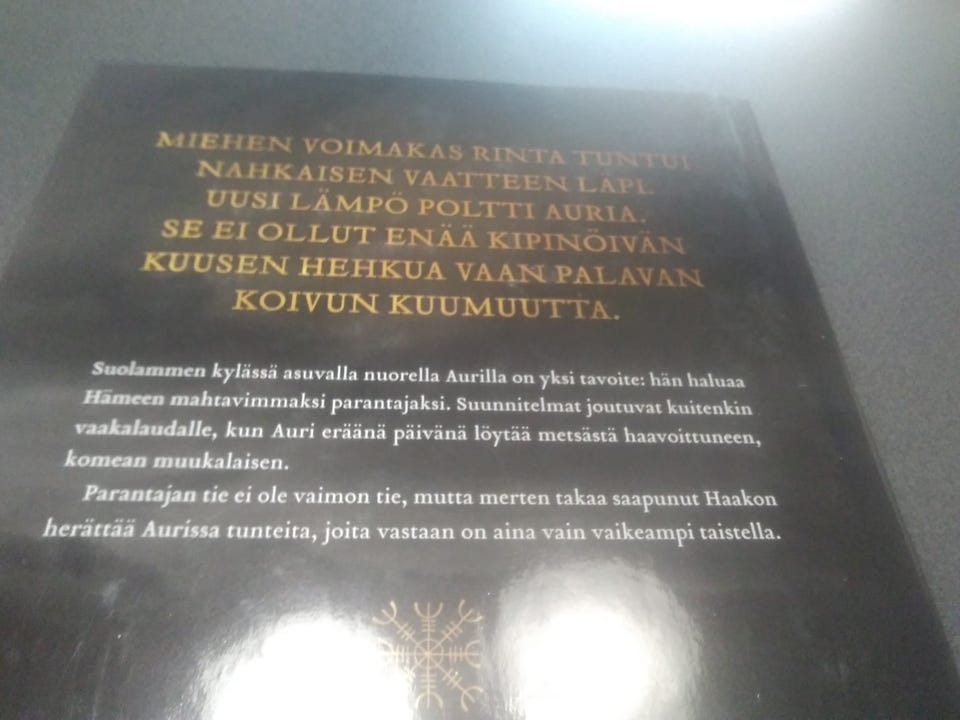 MIEHEN VOIMAKAS RINTA TUNTUI
NAHKAISEN VAATTEEN LÄPI.
UUSI LÄMPÖ POLTTI AURIA.
SE EI OLLUT ENÄÄ KIPINÖIVÄN
KUUSEN HEHKUA VAAN PALAVAN
KOIVUN KUUMUUTTA.
Suolammen kylässä asuvalla nuorella Aurilla on yksi tavoite: hän haluaa
Hämeen mahtavimmaksi parantajaksi. Suunnitelmat joutuvat kuitenkin
vaakalaudalle, kun Auri eräänä päivänä löytää metsästä haavoittuneen,
komean muukalaisen.
Parantajan tie ei ole vaimon tie, mutta merten takaa saapunut Haakon
herättää Aurissa tunteita, joita vastaan on aina vain vaikeampi taistella.